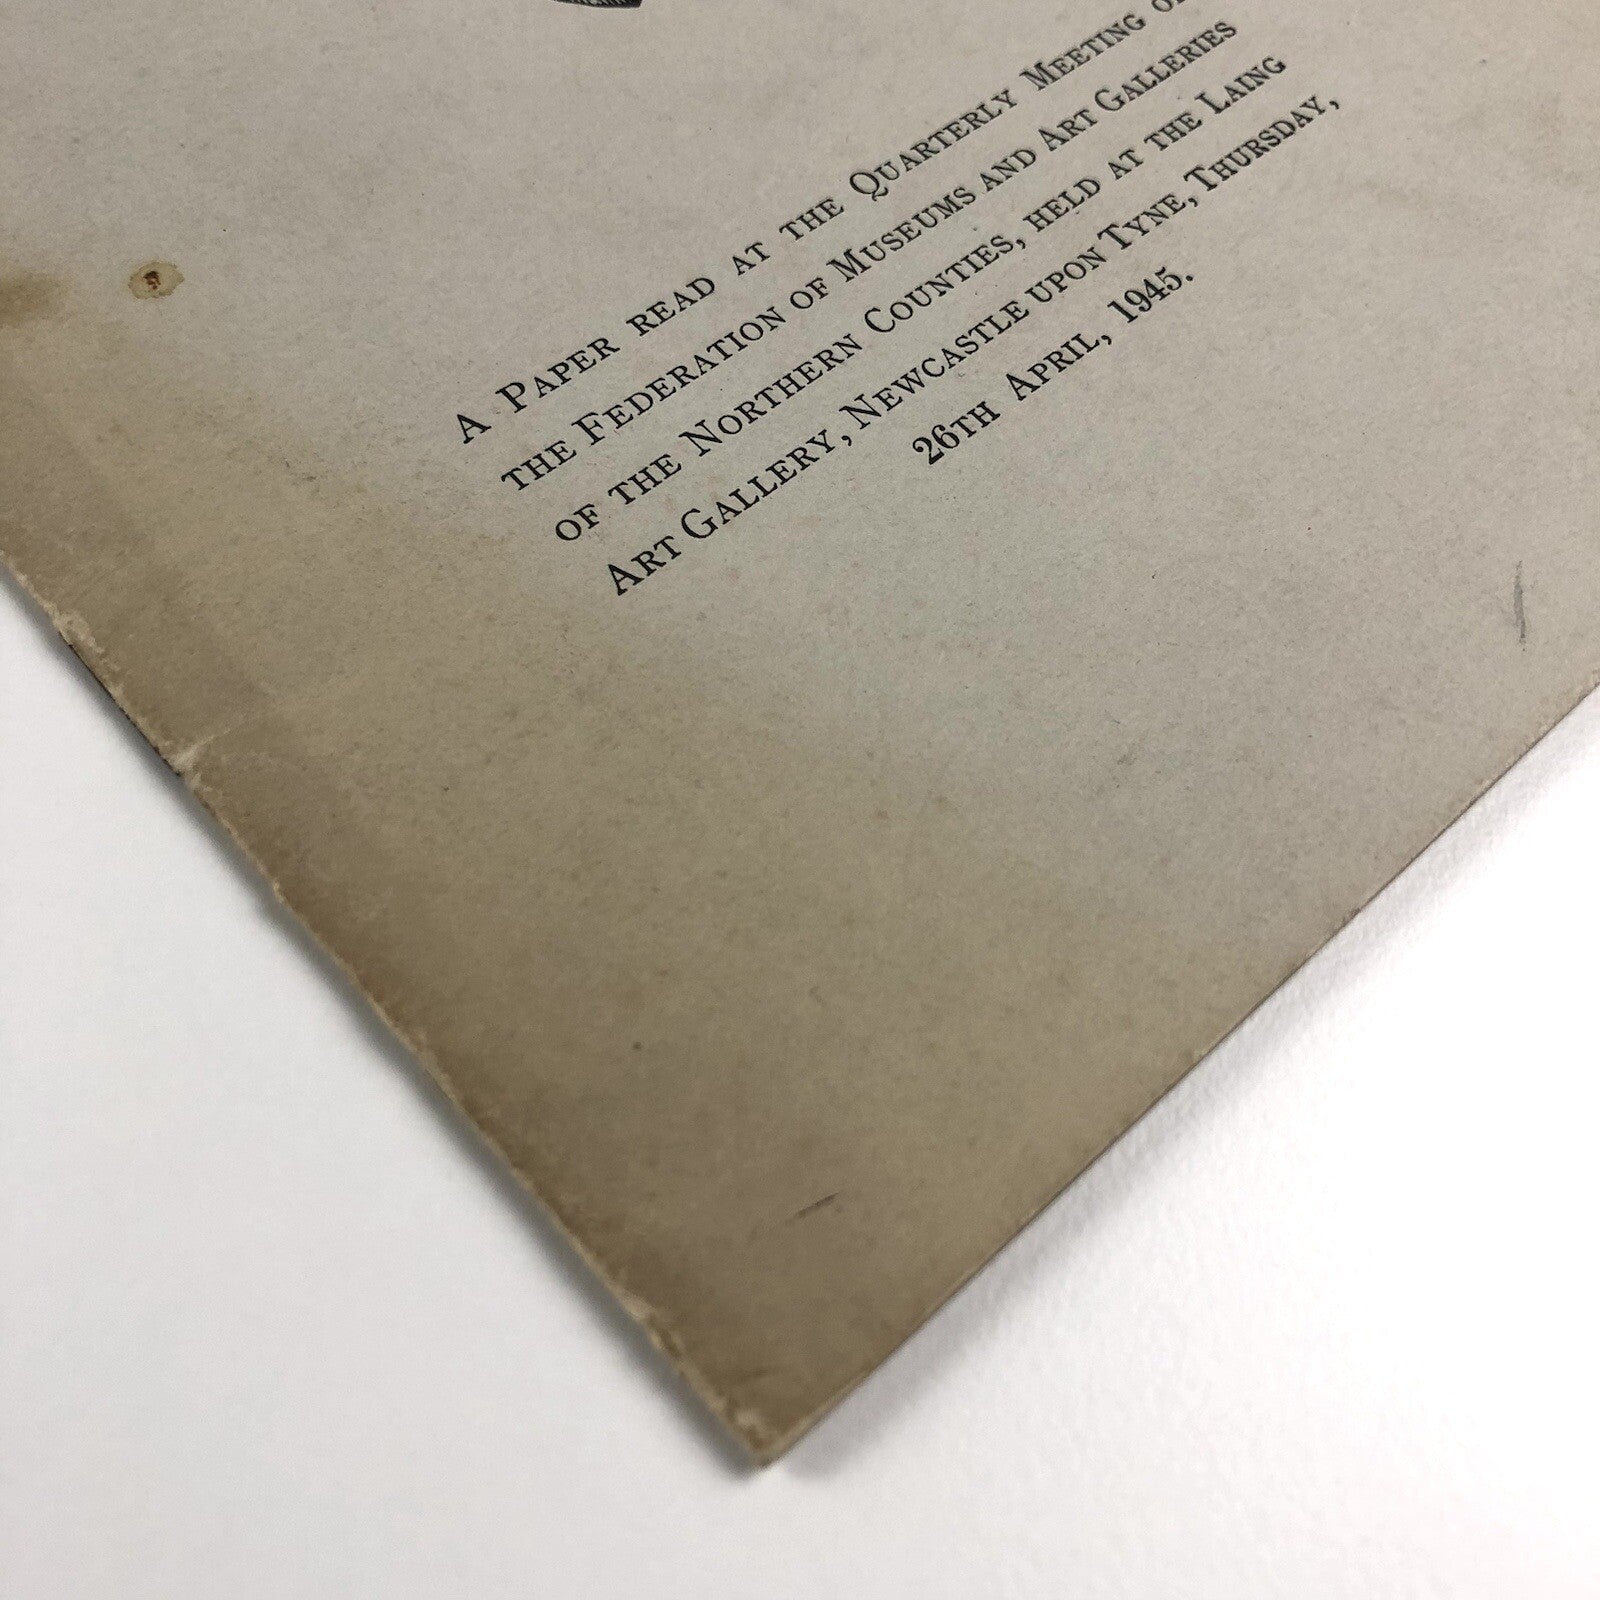 A PAPER READ AT THE QUARTERLY MEETING OF
THE FEDERATION OF MUSEUMS AND ART GALLERIES
OF THE NORTHERN COUNTIES, HELD AT THE LAING
ART GALLERY, NEWCASTLE UPON TYNE, THURSDAY,
26TH APRIL, 1945.